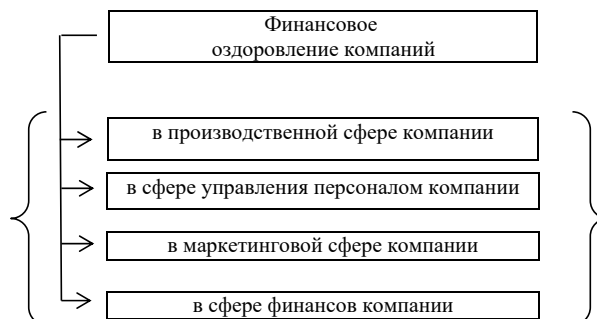 Финансовое
оздоровление компаний
в производственной сфере компании
в сфере управления персоналом компании
в маркетинговой сфере компании
в сфере финансов компании